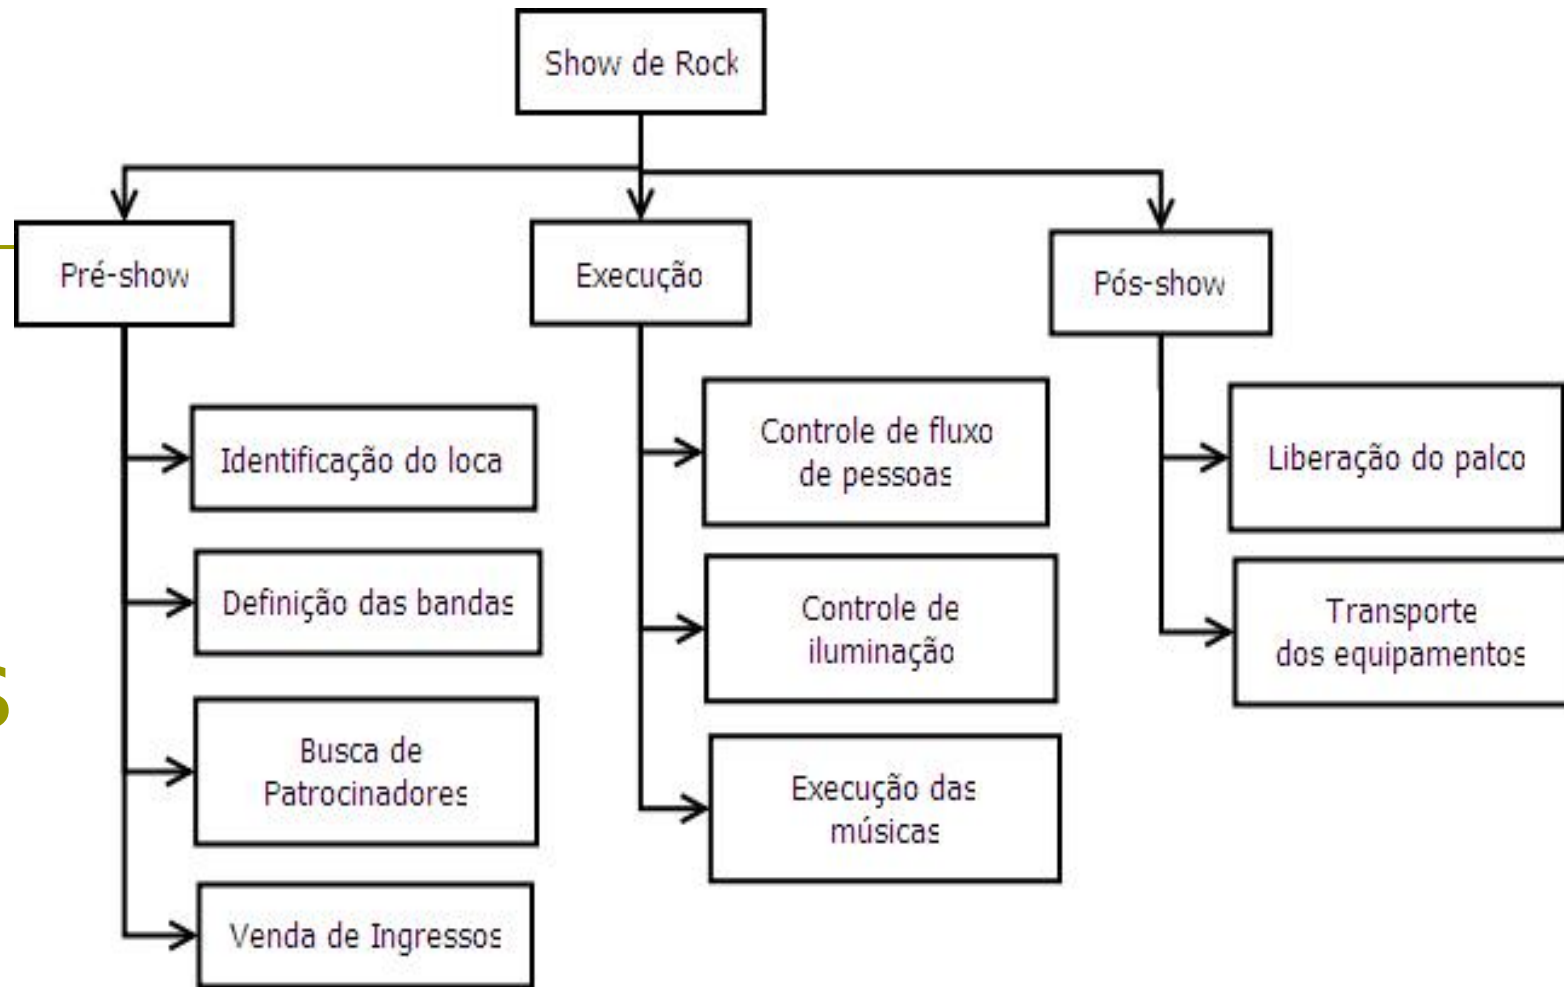 Show de Rock
Pré-show
Execução
Pós-show
Identificação do loca
Definição das bandas
Busca de
Patrocinadores
Venda de Ingressos
Controle de fluxo
de pessoas
Controle de
iluminação
Execução das
músicas
Liberação do palco
Transporte
dos equipamentos
s